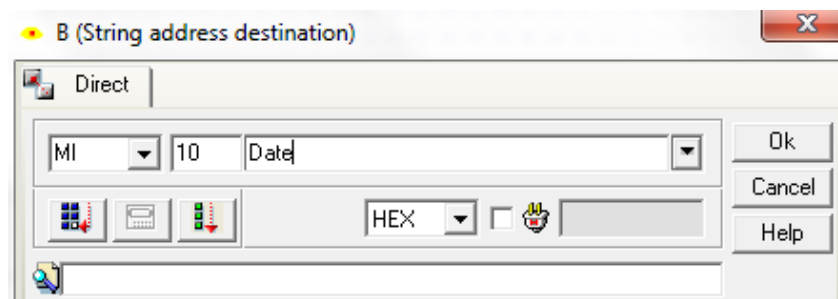 B (String address destination)
Direct
MI 10 Date Ok
Cancel
HEX Help